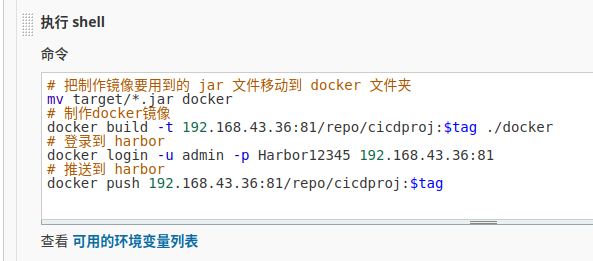 执行 shell
命令
# 把制作镜像要用到的 jar 文件移动到 docker 文件夹
mv target/*.jar docker
# 制作docker镜像
docker build -t 192.168.43.36:81/repo/cicdproj:$tag ./docker
# 登录到 harbor
docker login -u admin -p Harbor12345 192.168.43.36:81
# 推送到 harbor
docker push 192.168.43.36:81/repo/cicdproj:$tag
查看 可用的环境变量列表